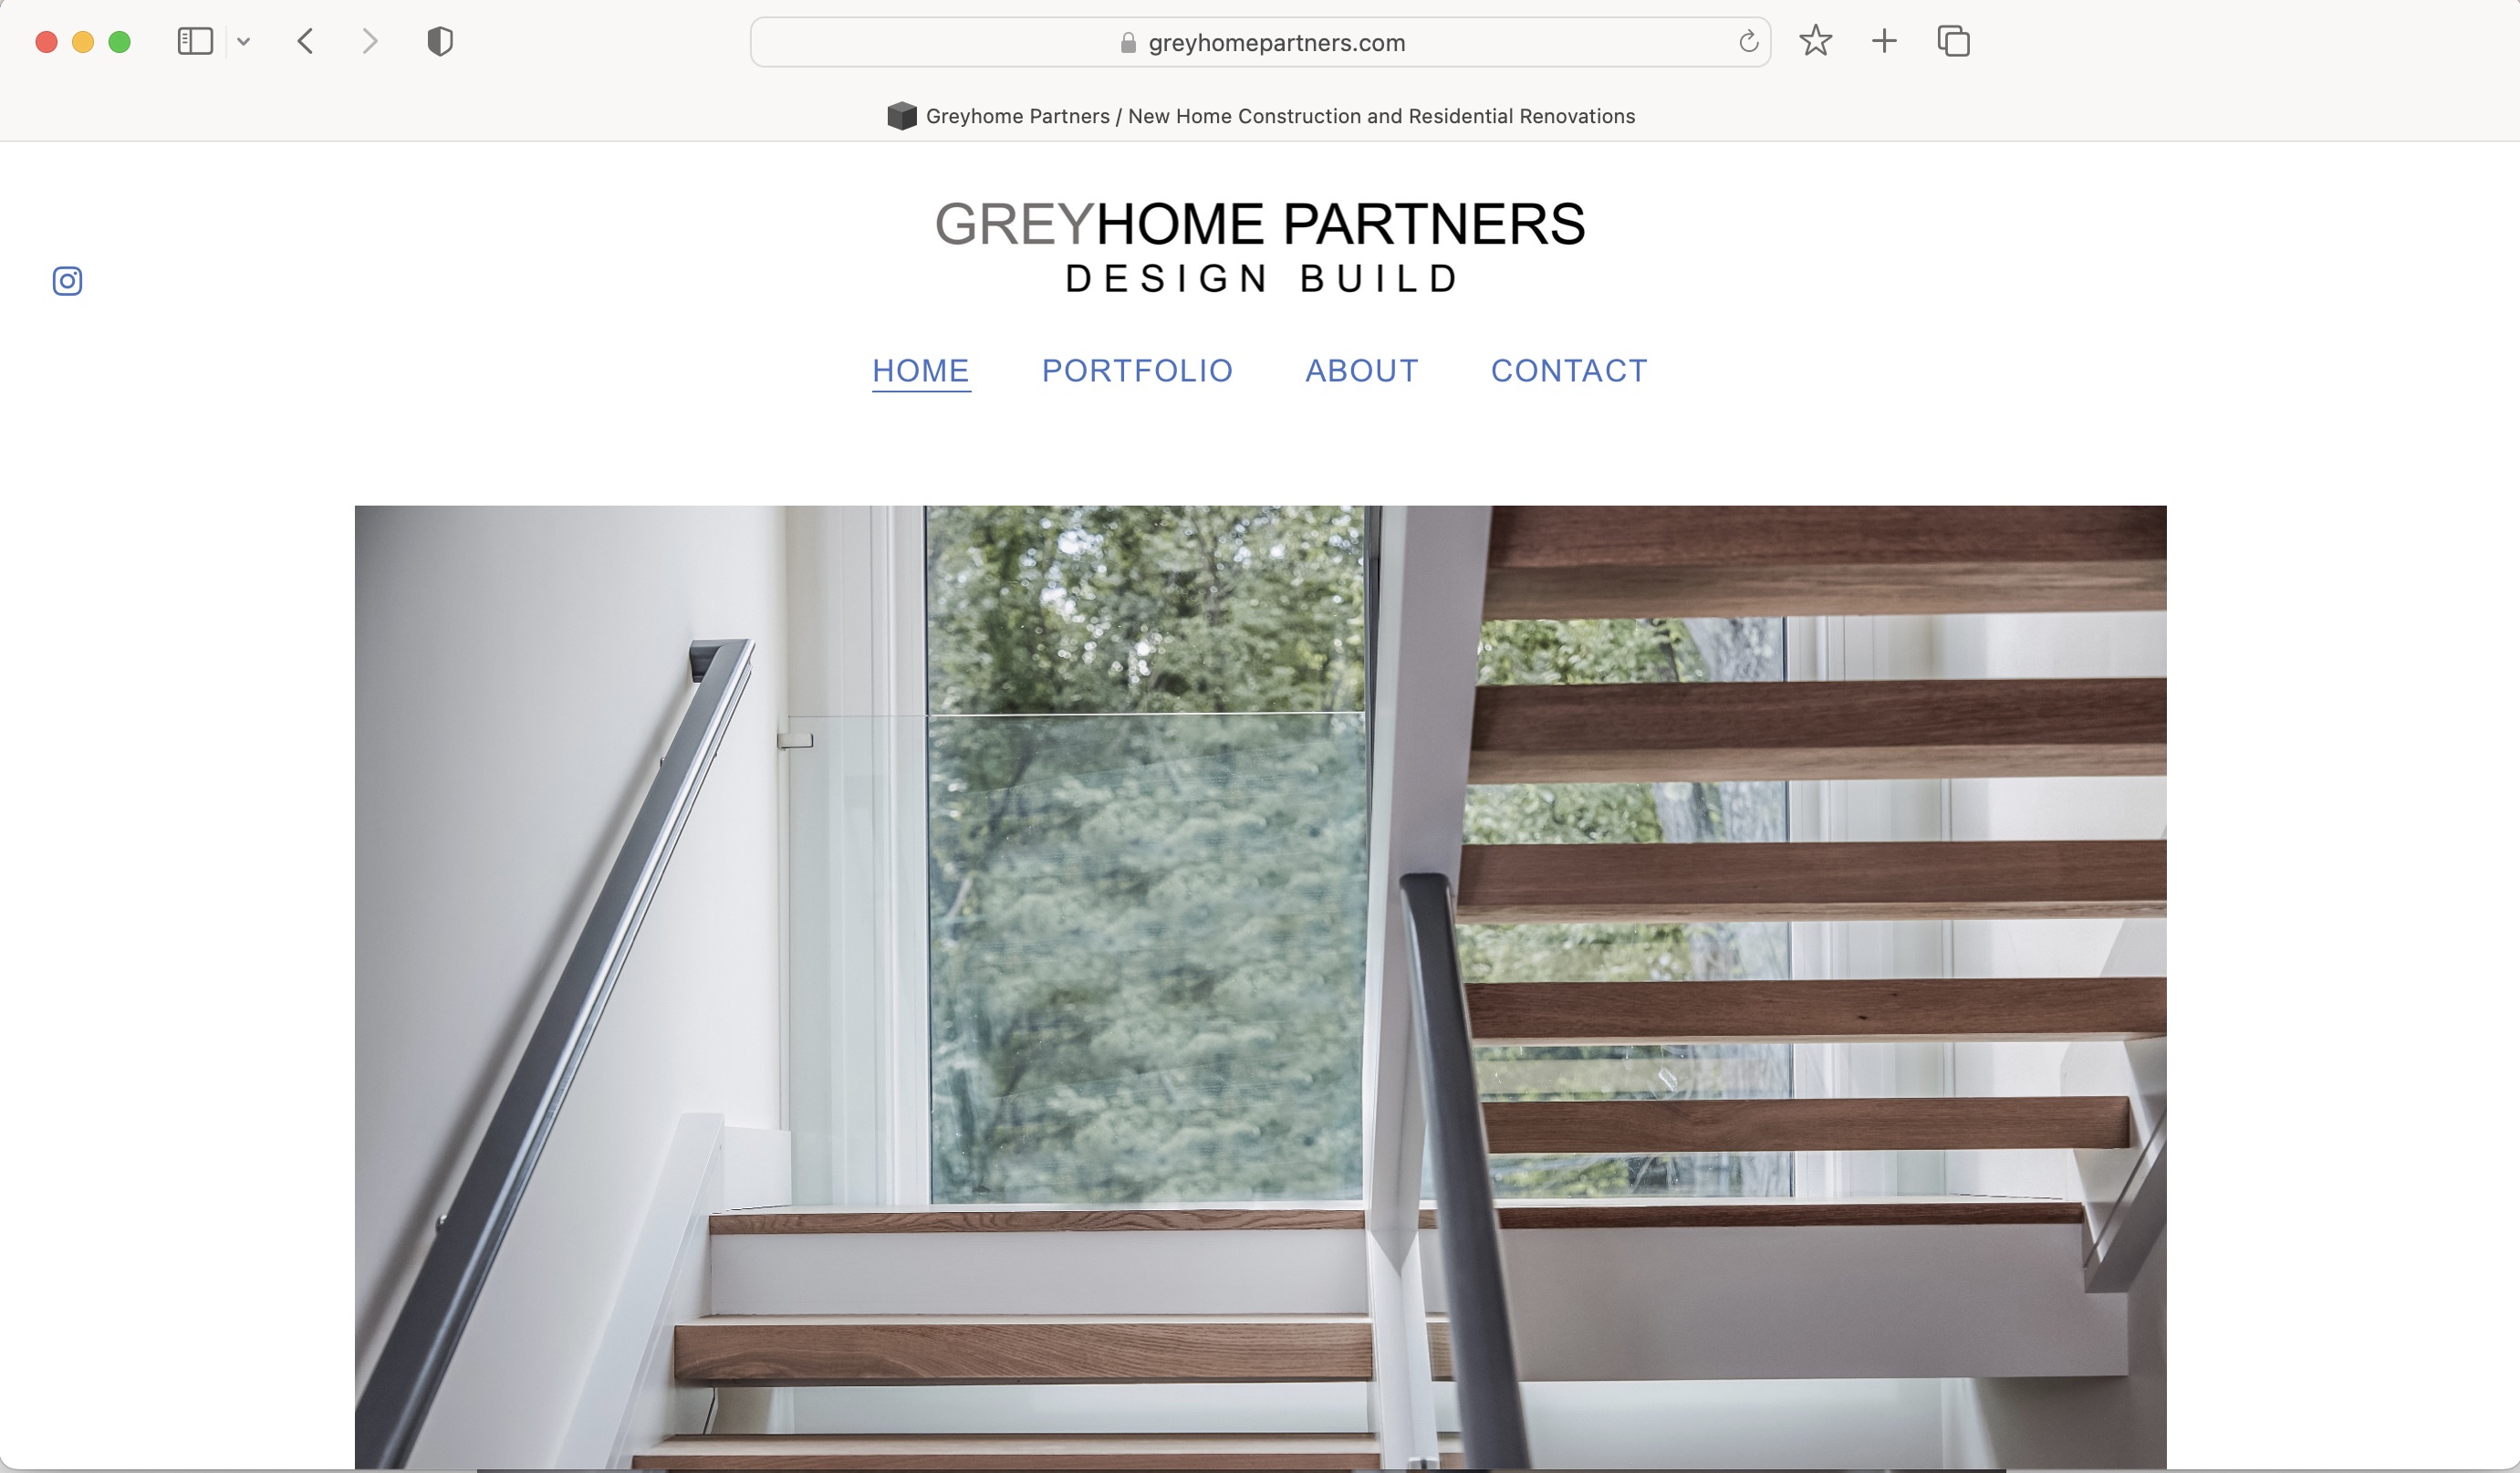 greyhomepartners.com
Greyhome Partners / New Home Construction and Residential Renovations
GREYHOME PARTNERS
DESIGN BUILD
HOME PORTFOLIO ABOUT CONTACT